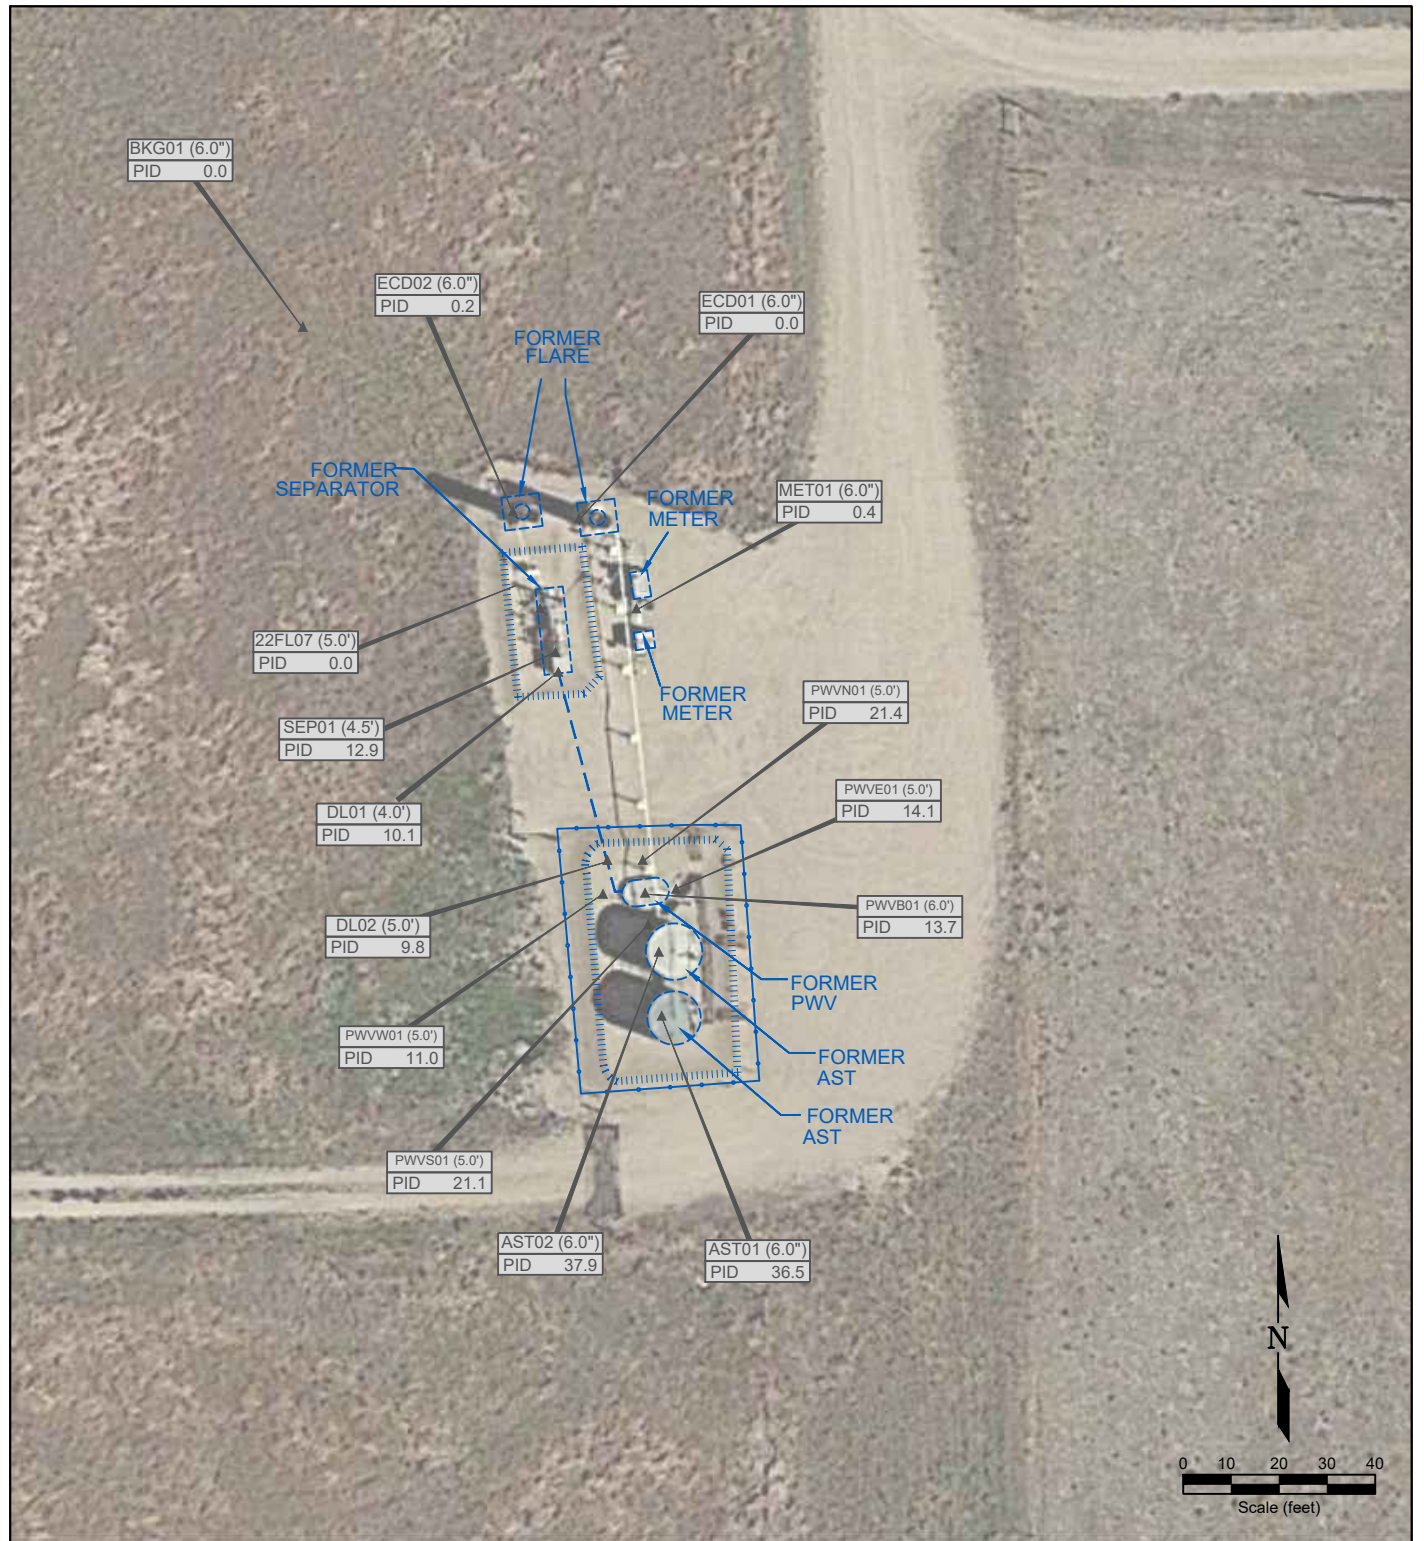 BKG01 (6.0")
PID 0.0
ECD02 (6.0")
PID 0.2
ECD01 (6.0")
PID 0.0
FORMER
FLARE
FORMER
SEPARATOR
FORMER
METER
MET01 (6.0")
PID 0.4
22FL07 (5.0')
PID 0.0
FORMER
METER
PWVN01 (5.0')
PID 21.4
SEP01 (4.5')
PID 12.9
PWVE01 (5.0')
PID 14.1
DL01 (4.0')
PID 10.1
PWVB01 (6.0')
PID 13.7
DL02 (5.0')
PID 9.8
FORMER
PWV
PWVW01 (5.0')
PID 11.0
FORMER
AST
FORMER
AST
PWVS01 (5.0')
PID 21.1
AST02 (6.0")
PID 37.9
AST01 (6.0")
PID 36.5
N
0 10 20 30 40
Scale (feet)